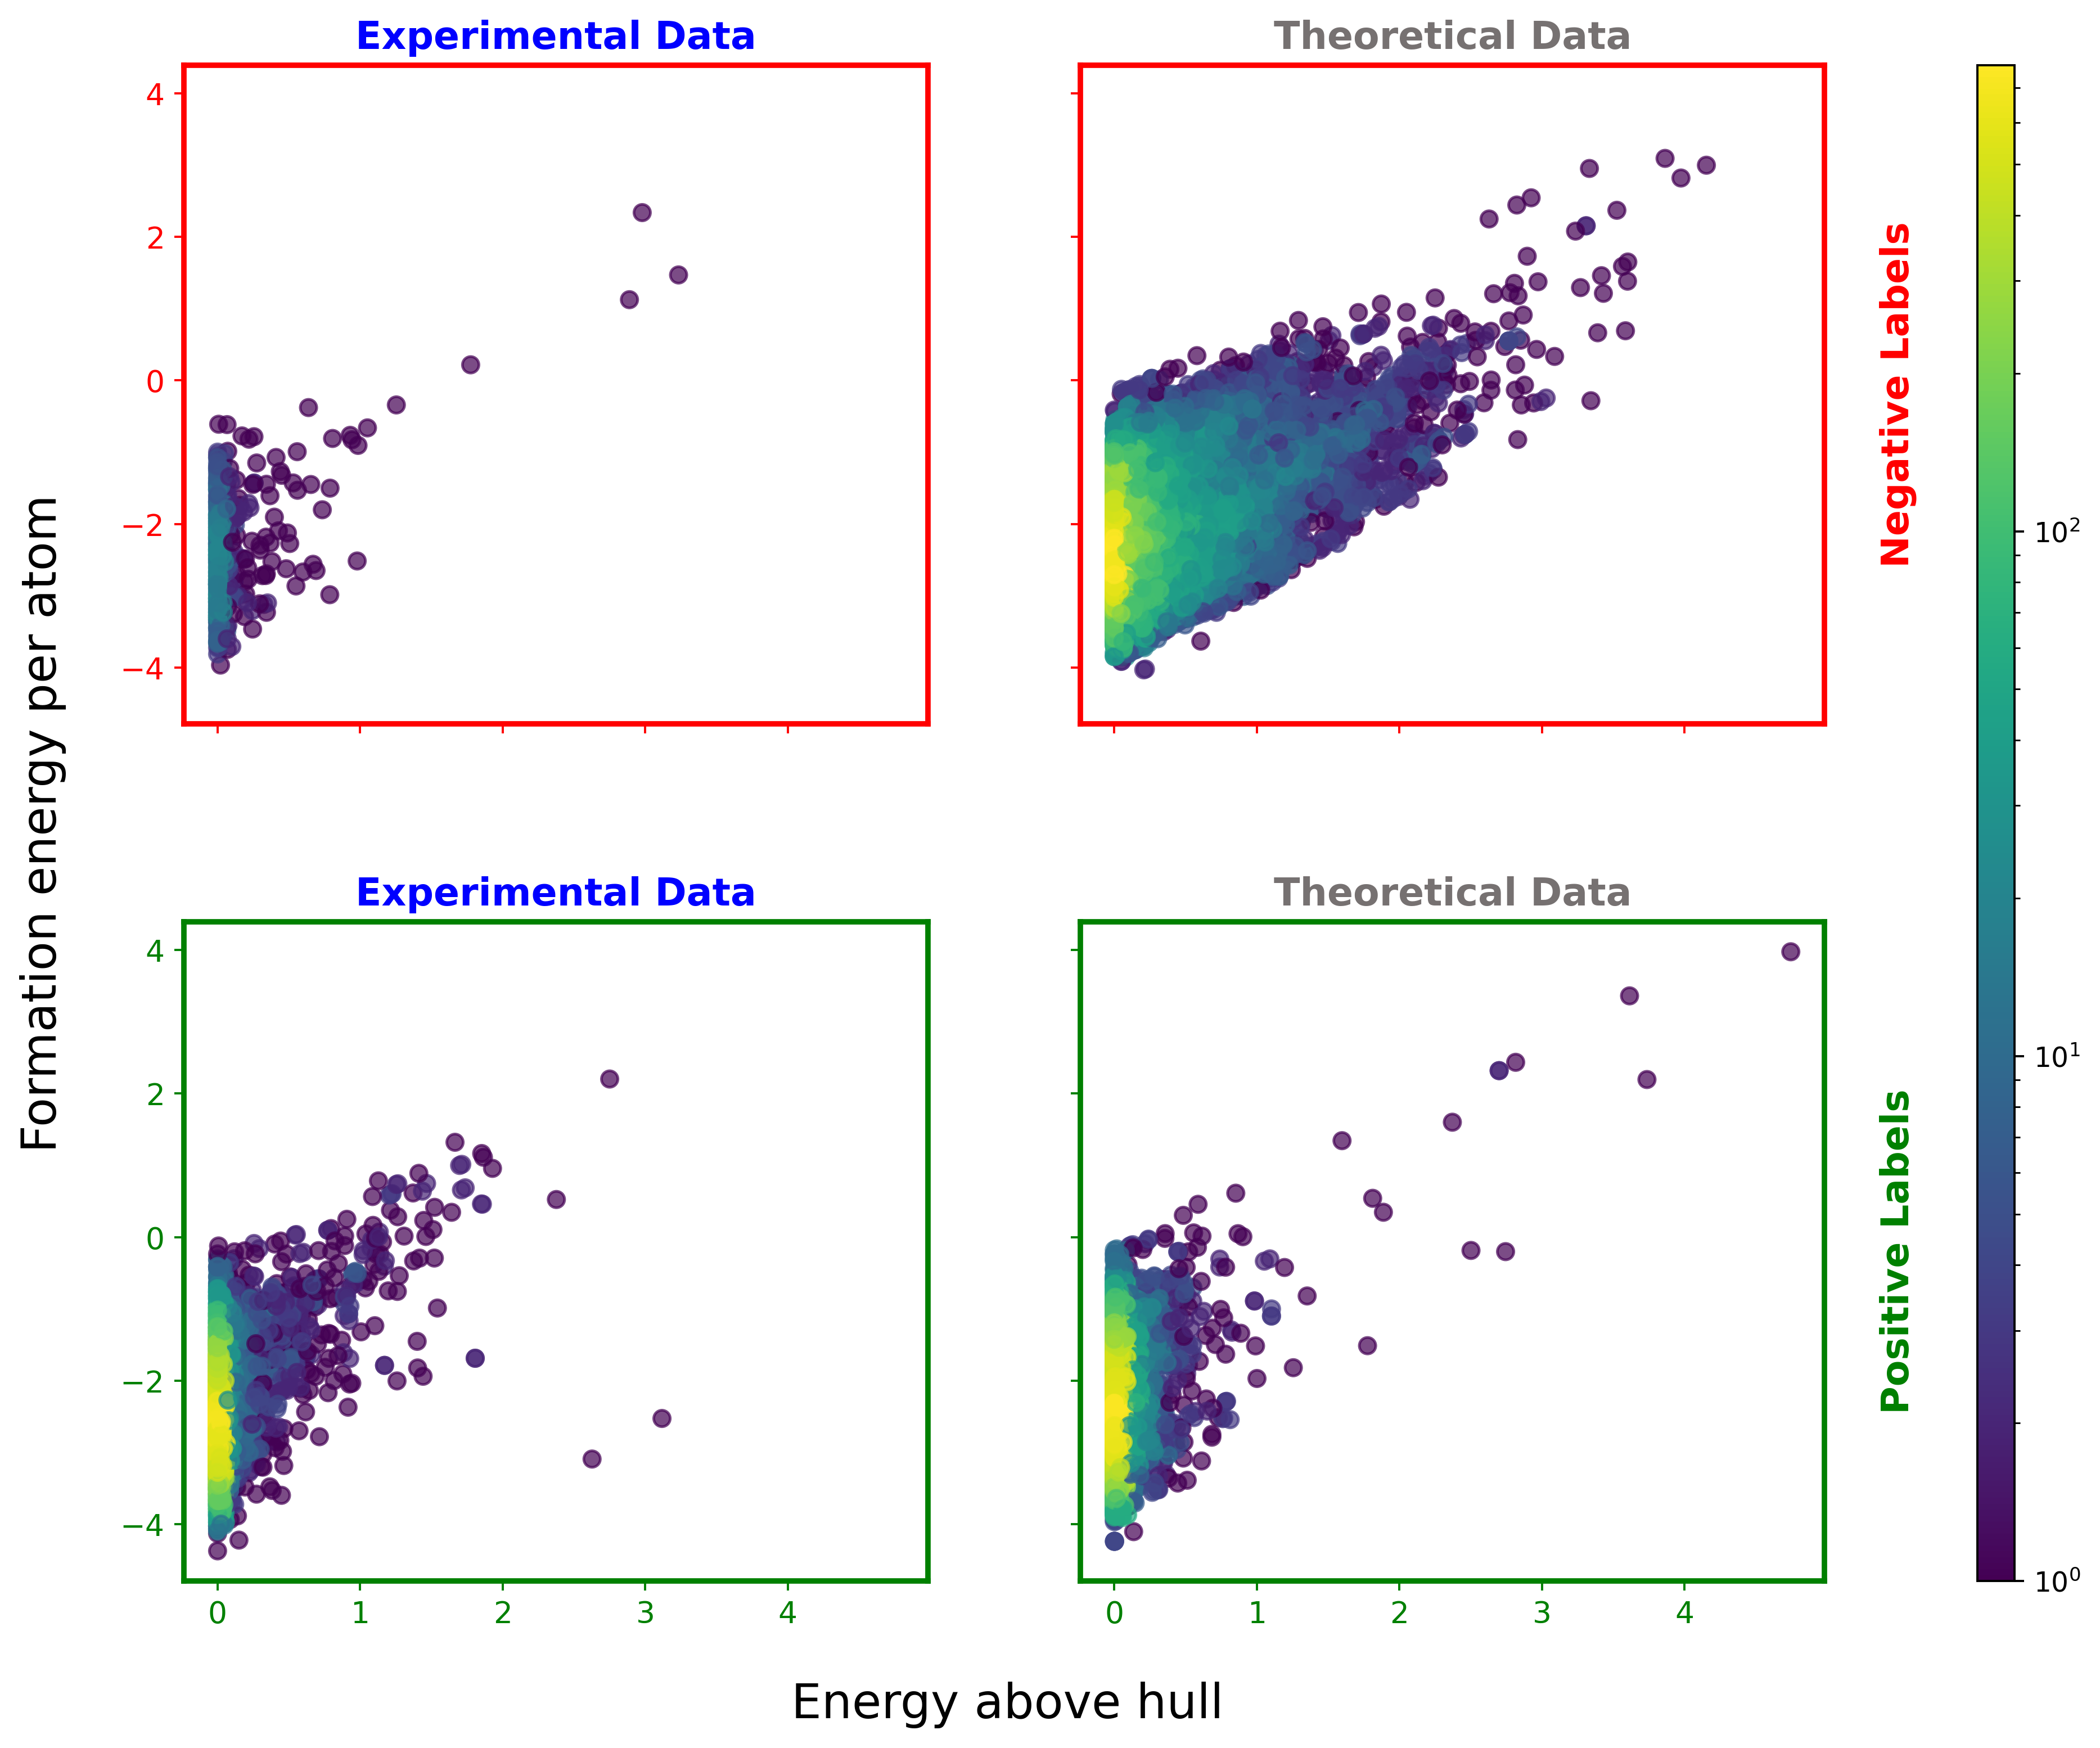 Experimental Data
Theoretical Data
4
2
0
−2
−4
Negative Labels
10²
10¹
10⁰
Formation energy per atom
Experimental Data
Theoretical Data
4
2
0
−2
−4
Positive Labels
0 1 2 3 4
0 1 2 3 4
Energy above hull